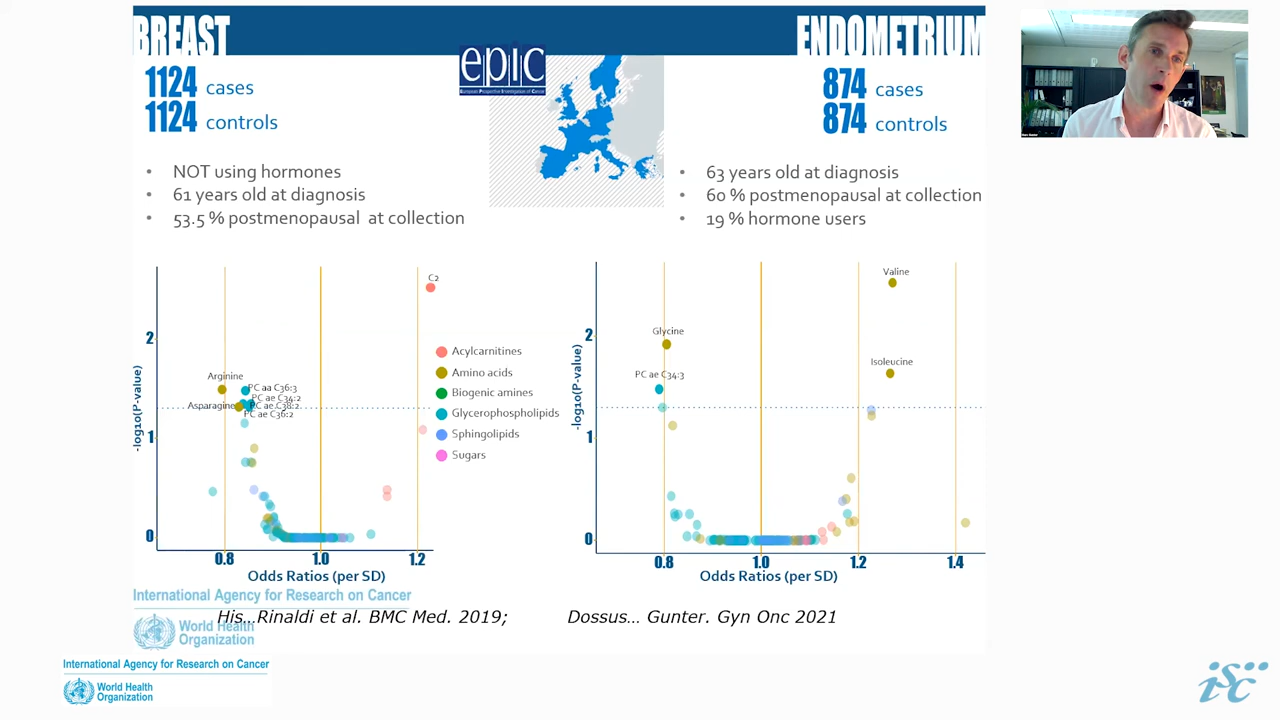 BREAST
1124 cases
1124 controls
• NOT using hormones
• 61 years old at diagnosis
• 53.5 % postmenopausal at collection
epic
ENDOMETRIUM
874 cases
874 controls
• 63 years old at diagnosis
• 60 % postmenopausal at collection
• 19 % hormone users
-log10(P-value)
2
1
0
C2
Arginine
PC aa C36:3
PC ae C34:2
Asparagine
PC ae C38:2
PC ae C36:2
0.8
1.0
1.2
Odds Ratios (per SD)
Acylcarnitines
Amino acids
Biogenic amines
Glycerophospholipids
Sphingolipids
Sugars
-log10(P-value)
2
1
0
Valine
Glycine
Isoleucine
PC ae C34:3
0.8
1.0
1.2
1.4
Odds Ratios (per SD)
International Agency for Research on Cancer
World Health
Organization
His...Rinaldi et al. BMC Med. 2019;
Dossus... Gunter. Gyn Onc 2021
International Agency for Research on Cancer
World Health
Organization
isc